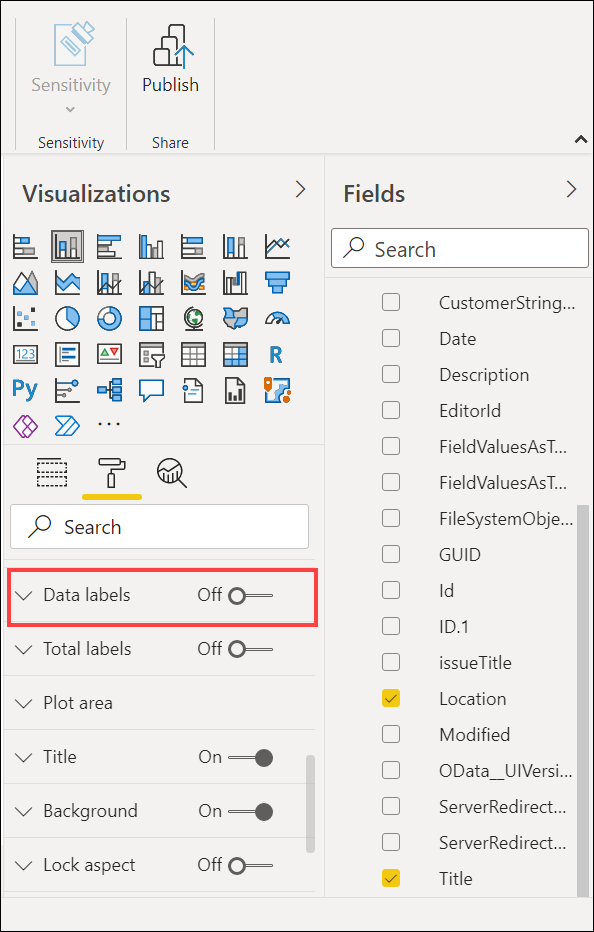 Sensitivity
Publish
Sensitivity
Share
Visualizations
Fields
Search
123
R
Py
...
Search
Data labels Off
Total labels Off
Plot area
Title On
Background On
Lock aspect Off
CustomerString...
Date
Description
EditorId
FieldValuesAsT...
FieldValuesAsT...
FileSystemObje...
GUID
Id
ID.1
issueTitle
Location
Modified
OData__UIVersi...
ServerRedirect...
ServerRedirect...
Title